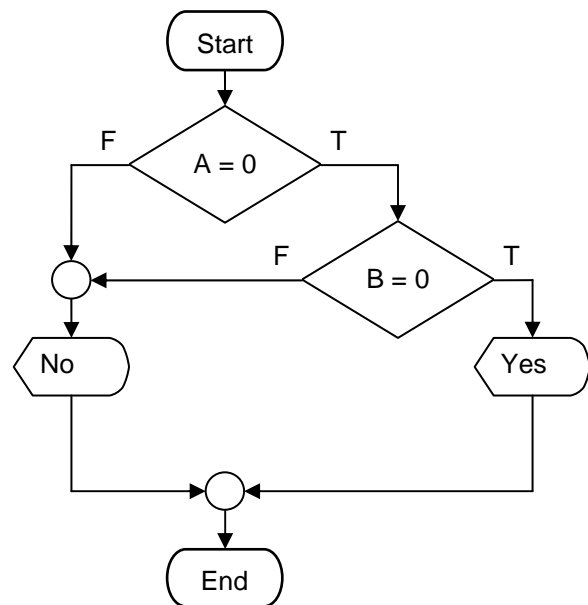 Start
F
T
A = 0
F
T
B = 0
No
Yes
End